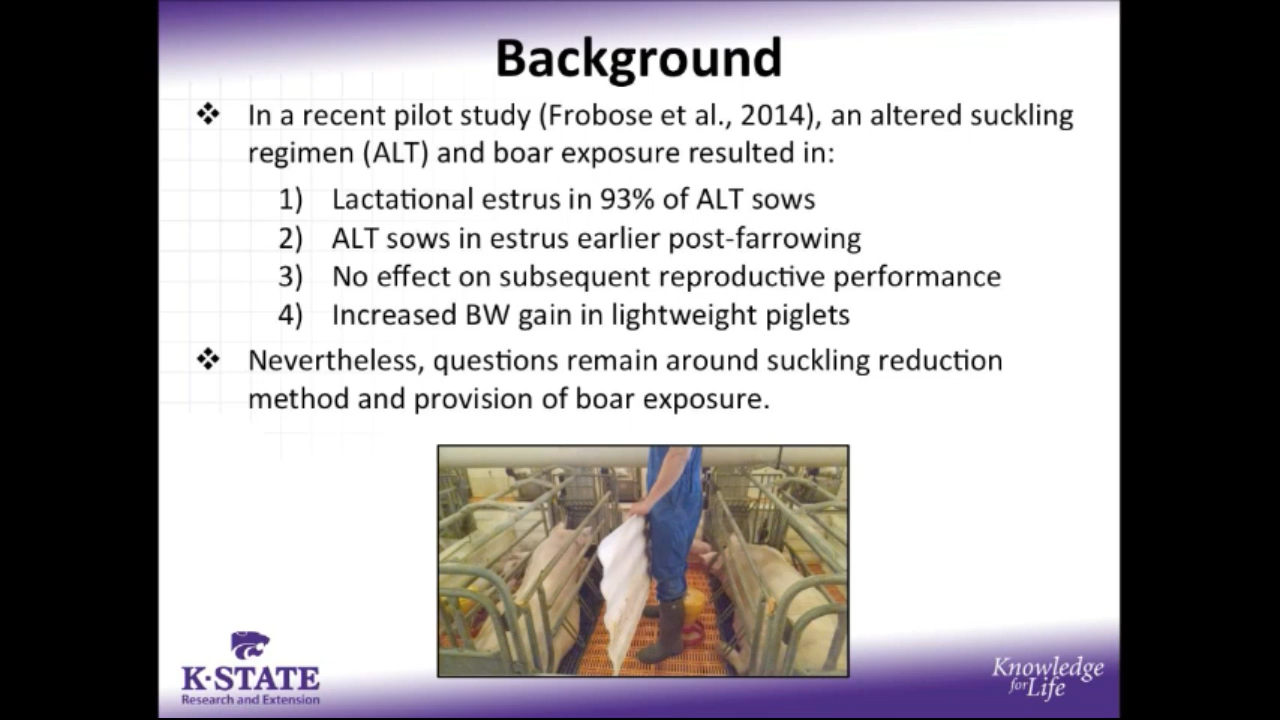 Background
❖ In a recent pilot study (Frobose et al., 2014), an altered suckling
regimen (ALT) and boar exposure resulted in:
1) Lactational estrus in 93% of ALT sows
2) ALT sows in estrus earlier post-farrowing
3) No effect on subsequent reproductive performance
4) Increased BW gain in lightweight piglets
❖ Nevertheless, questions remain around suckling reduction
method and provision of boar exposure.
K-STATE
Research and Extension
Knowledge
for Life